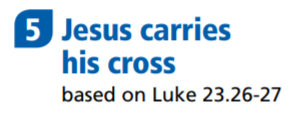 5 Jesus carries
his cross
based on Luke 23.26-27